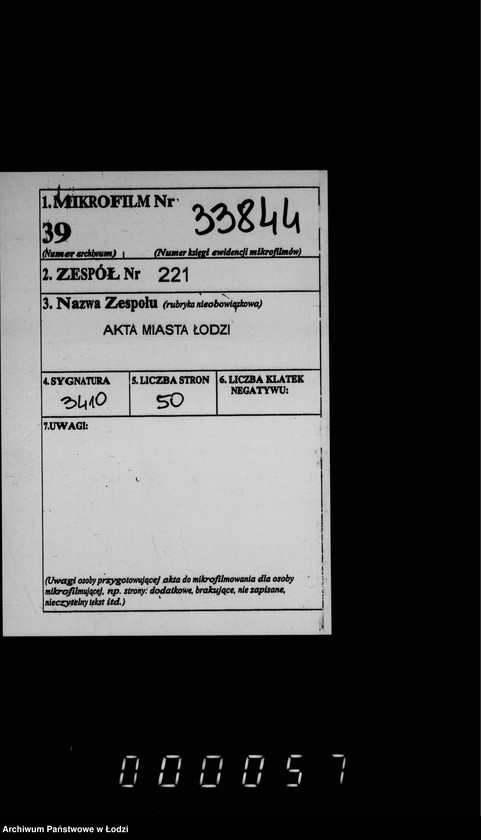 1. MIKROFILM Nr
33844
39
(Numer archiwum) (Numer księgi ewidencji mikrofilmów)
2. ZESPÓŁ Nr 221
3. Nazwa Zespołu (rubryka nieobowiązkowa)
AKTA MIASTA ŁODZI
4. SYGNATURA
3410
5. LICZBA STRON
50
6. LICZBA KLATEK
NEGATYWU:
7.UWAGI:
(Uwagi osoby przygotowującej akta do mikrofilmowania dla osoby
mikrofilmującej, np. strony: dodatkowe, brakujące, nie zapisane,
nieczytelny tekst itd.)
0000057
Archiwum Państwowe w Łodzi